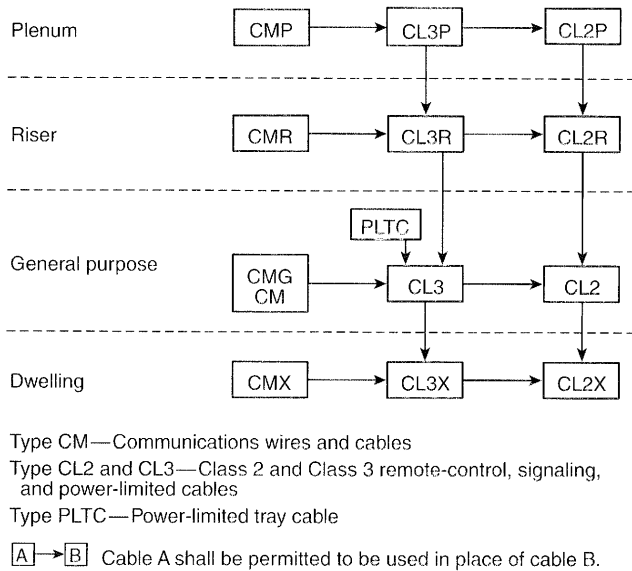 Plenum CMP CL3P CL2P
Riser CMR CL3R CL2R
PLTC
General purpose CMG CM CL3 CL2
Dwelling CMX CL3X CL2X
Type CM—Communications wires and cables
Type CL2 and CL3—Class 2 and Class 3 remote-control, signaling,
and power-limited cables
Type PLTC—Power-limited tray cable
A B Cable A shall be permitted to be used in place of cable B.